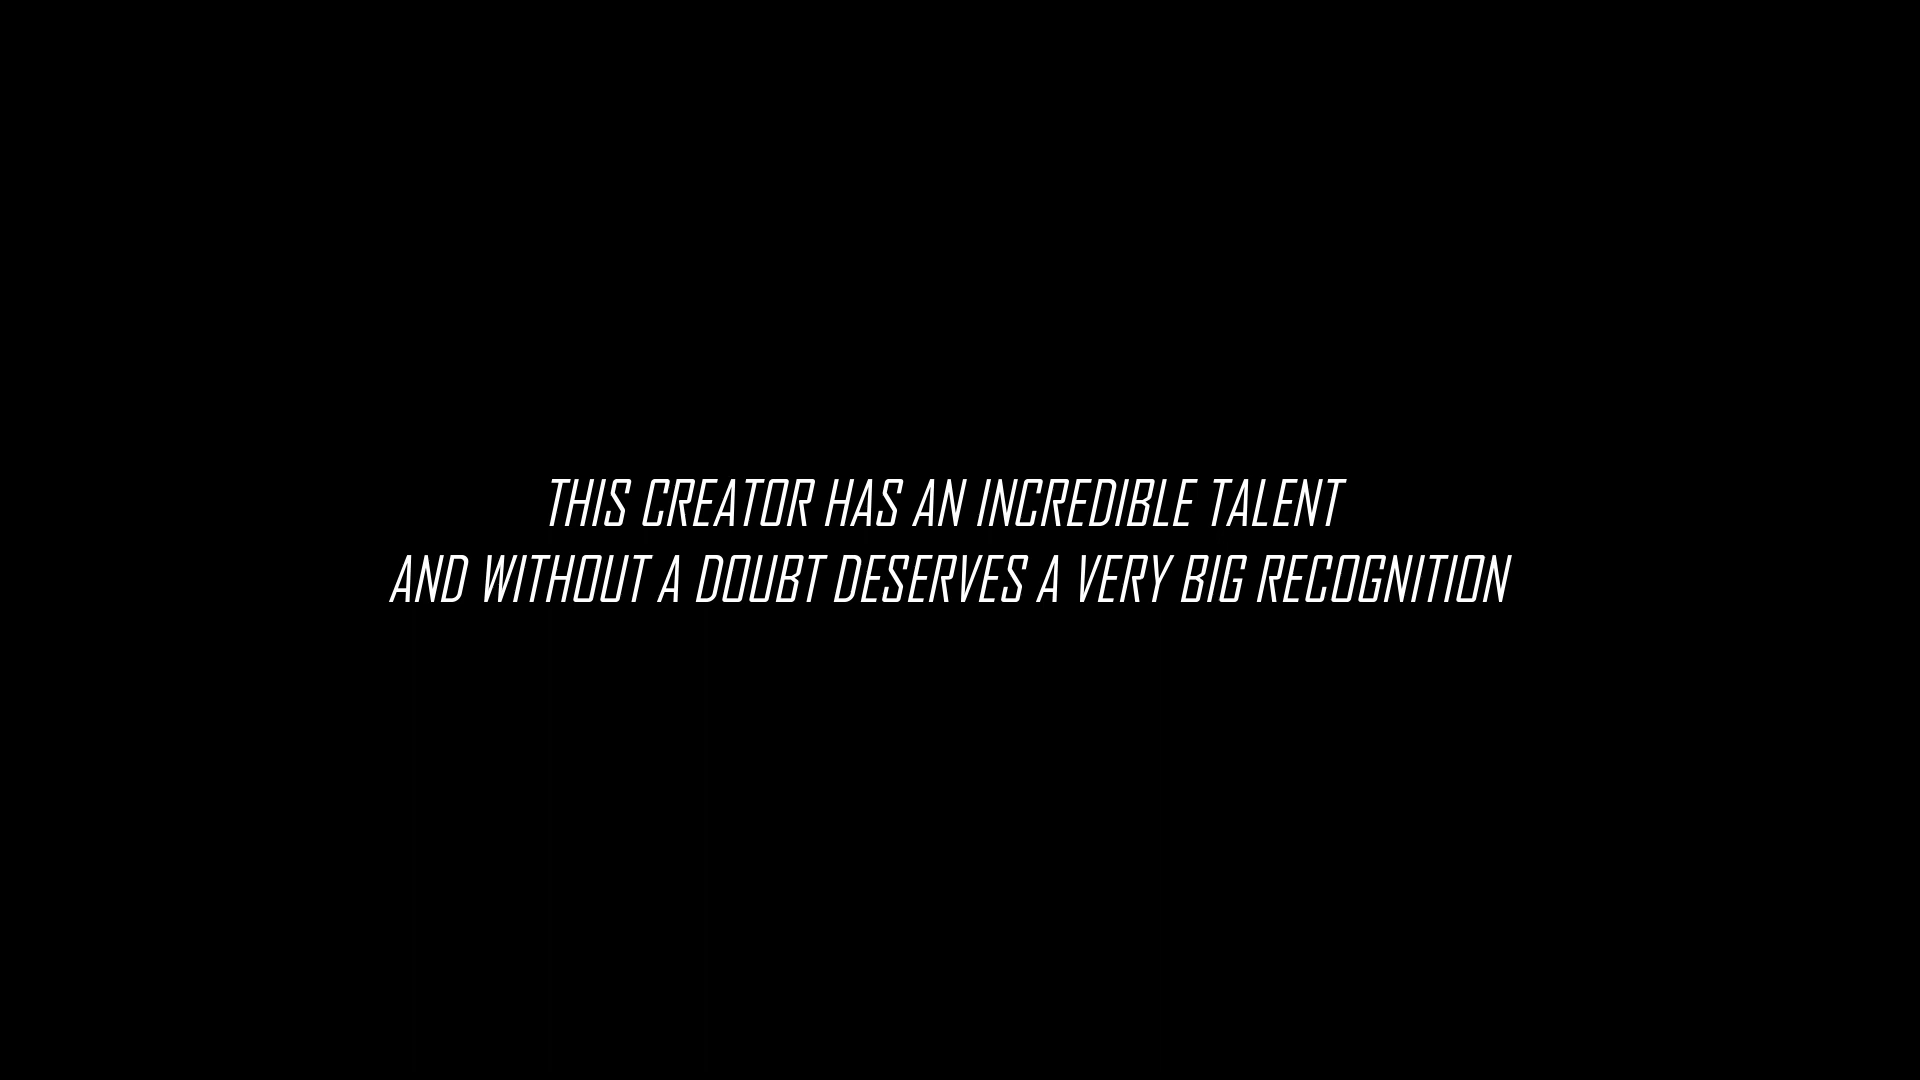 THIS CREATOR HAS AN INCREDIBLE TALENT
AND WITHOUT A DOUBT DESERVES A VERY BIG RECOGNITION